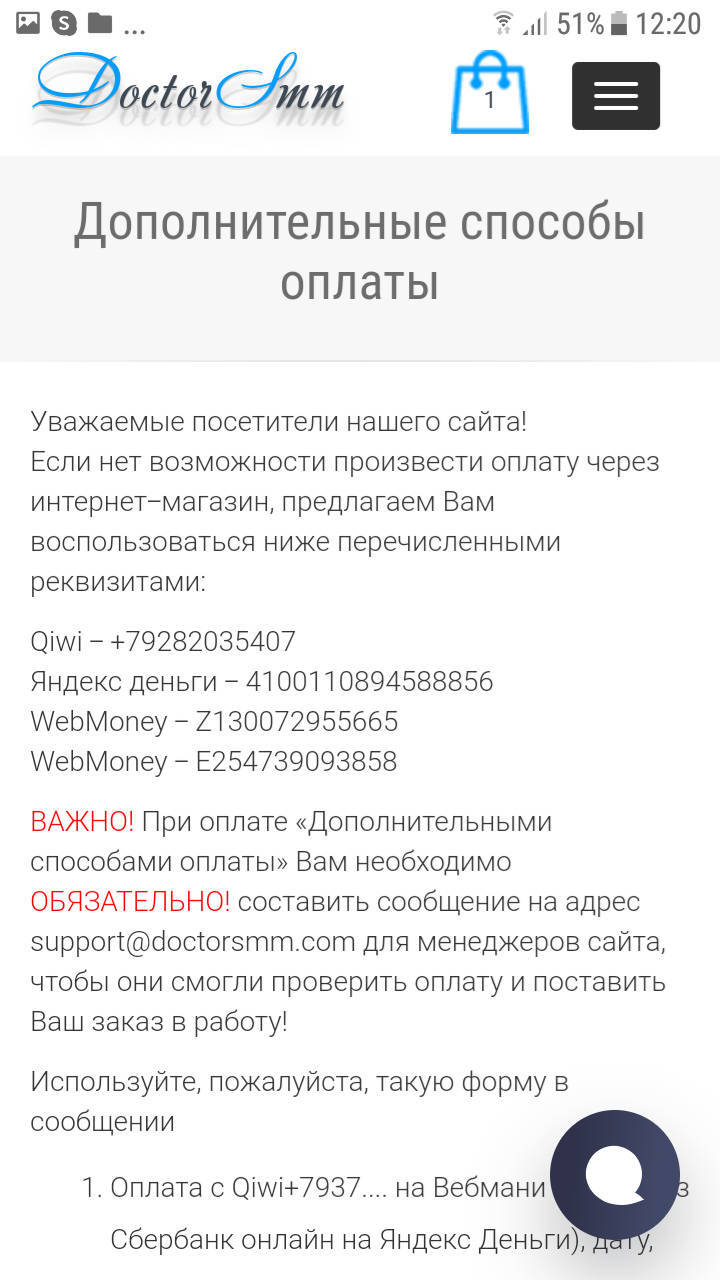 ... 51% 12:20
DoctorSmm
1
Дополнительные способы
оплаты
Уважаемые посетители нашего сайта!
Если нет возможности произвести оплату через
интернет–магазин, предлагаем Вам
воспользоваться ниже перечисленными
реквизитами:
Qiwi – +79282035407
Яндекс деньги – 4100110894588856
WebMoney – Z130072955665
WebMoney – E254739093858
ВАЖНО! При оплате «Дополнительными
способами оплаты» Вам необходимо
ОБЯЗАТЕЛЬНО! составить сообщение на адрес
support@doctorsmm.com для менеджеров сайта,
чтобы они смогли проверить оплату и поставить
Ваш заказ в работу!
Используйте, пожалуйста, такую форму в
сообщении
1. Оплата с Qiwi+7937.... на Вебмани
Сбербанк онлайн на Яндекс Деньги), дату,